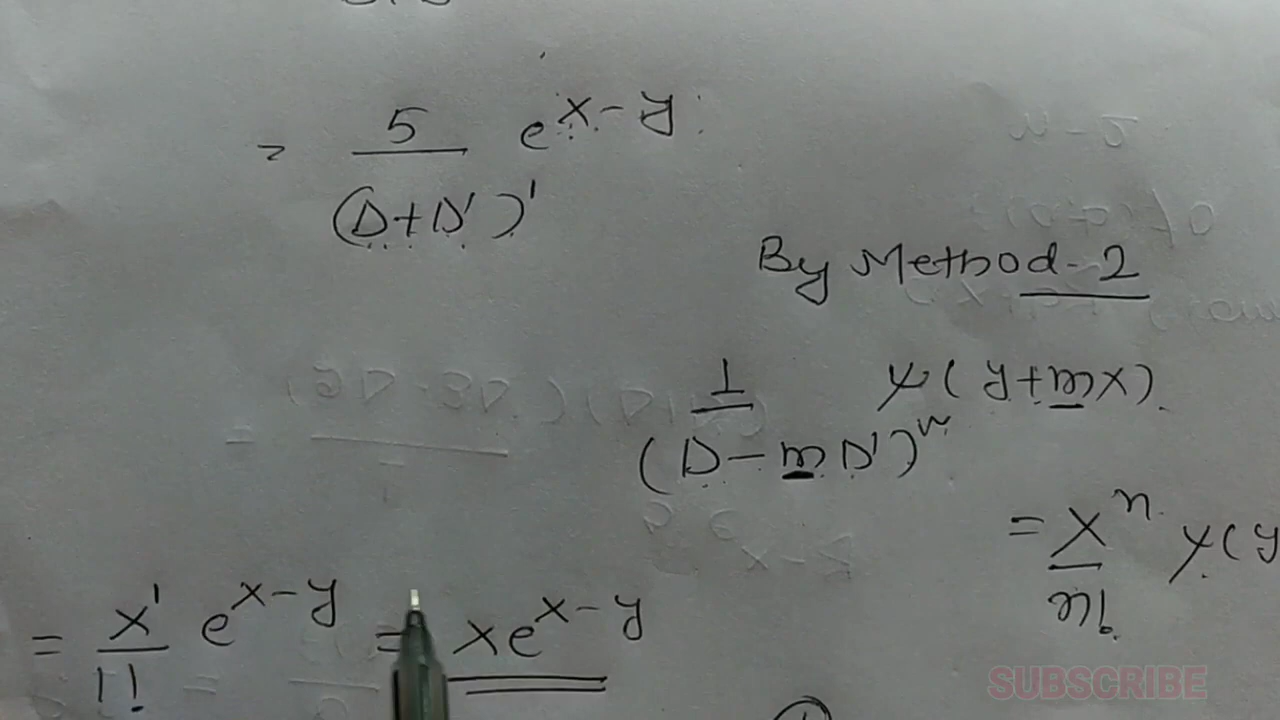 = 5/(D+D')' e^{x-y}
By Method-2
1/(D-mD')^n ψ(y+mx)
= x^n/n! ψ(y
= x'/1! e^{x-y} = xe^{x-y}
SUBSCRIBE